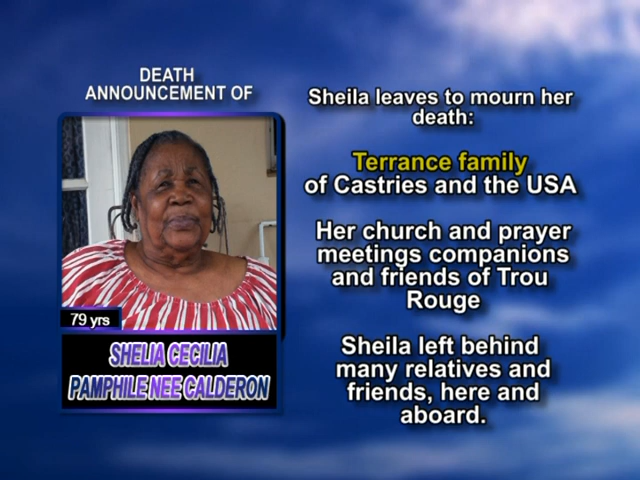 DEATH
ANNOUNCEMENT OF
79 yrs
SHELIA CECILIA
PAMPHILE NEE CALDERON
Sheila leaves to mourn her
death:
Terrance family
of Castries and the USA
Her church and prayer
meetings companions
and friends of Trou
Rouge
Sheila left behind
many relatives and
friends, here and
aboard.